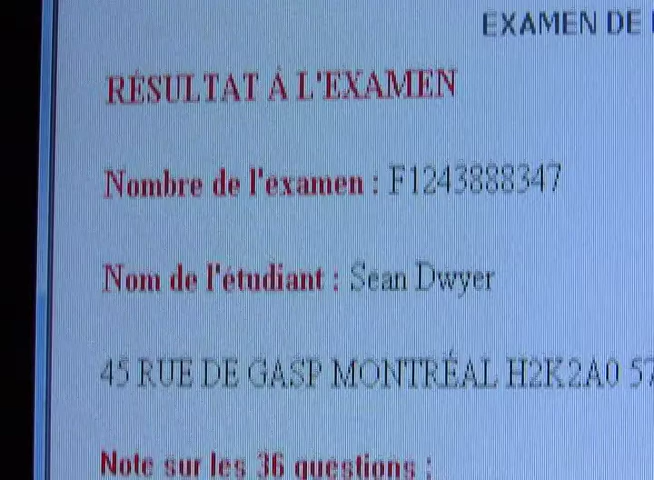 EXAMEN DE
RÉSULTAT À L'EXAMEN
Nombre de l'examen : F1243888347
Nom de l'étudiant : Sean Dwyer
45 RUE DE GASP MONTRÉAL H2K2A0 57
Note sur les 36 questions :